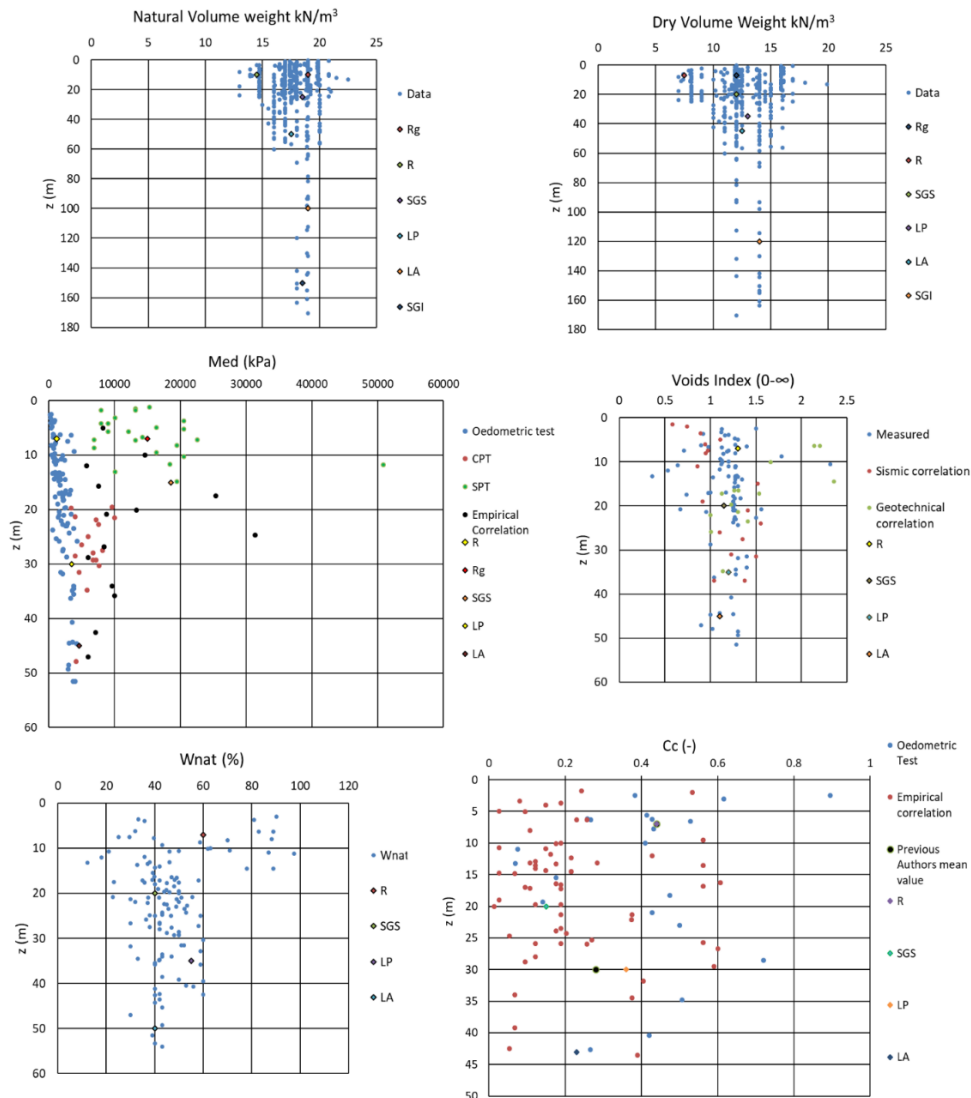 Natural Volume weight kN/m³
0 5 10 15 20 25
0
20
40
60
80
100
120
140
160
180
z (m)
Data
Rg
R
SGS
LP
LA
SGI
Dry Volume Weight kN/m³
0 5 10 15 20 25
0
20
40
60
80
100
120
140
160
180
z (m)
Data
Rg
R
SGS
LP
LA
SGI
Med (kPa)
0 10000 20000 30000 40000 50000 60000
0
10
20
30
40
50
60
z (m)
Oedometric test
CPT
SPT
Empirical
Correlation
R
Rg
SGS
LP
LA
Voids Index (0-∞)
0 0.5 1 1.5 2 2.5
0
10
20
30
40
50
60
z (m)
Measured
Sismic correlation
Geotechnical
correlation
R
SGS
LP
LA
Wnat (%)
0 20 40 60 80 100 120
0
10
20
30
40
50
60
z (m)
Wnat
R
SGS
LP
LA
Cc (-)
0 0.2 0.4 0.6 0.8 1
0
5
10
15
20
25
30
35
40
45
50
z (m)
Oedometric
Test
Empirical
correlation
Previous
Authors mean
value
R
SGS
LP
LA